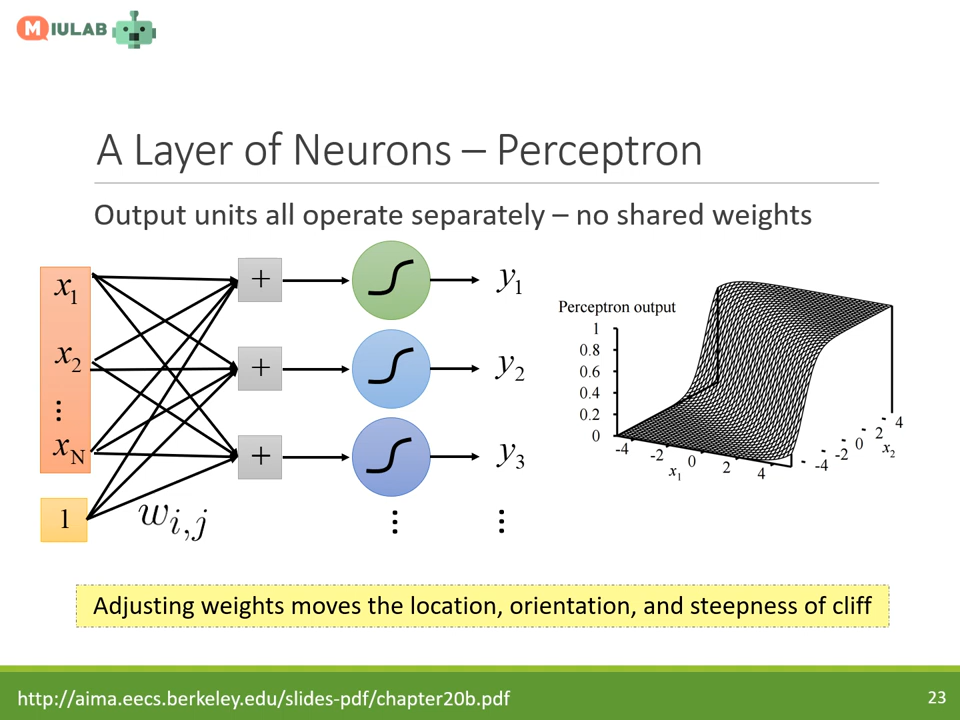 MIULAB
A Layer of Neurons – Perceptron
Output units all operate separately – no shared weights
x1
x2
⋮
xN
1
+
+
+
wi,j
y1
y2
y3
⋮
⋮
Perceptron output
1
0.8
0.6
0.4
0.2
0
-4 -2 0 2 4
x1
-4 -2 0 2 4
x2
Adjusting weights moves the location, orientation, and steepness of cliff
http://aima.eecs.berkeley.edu/slides-pdf/chapter20b.pdf
23